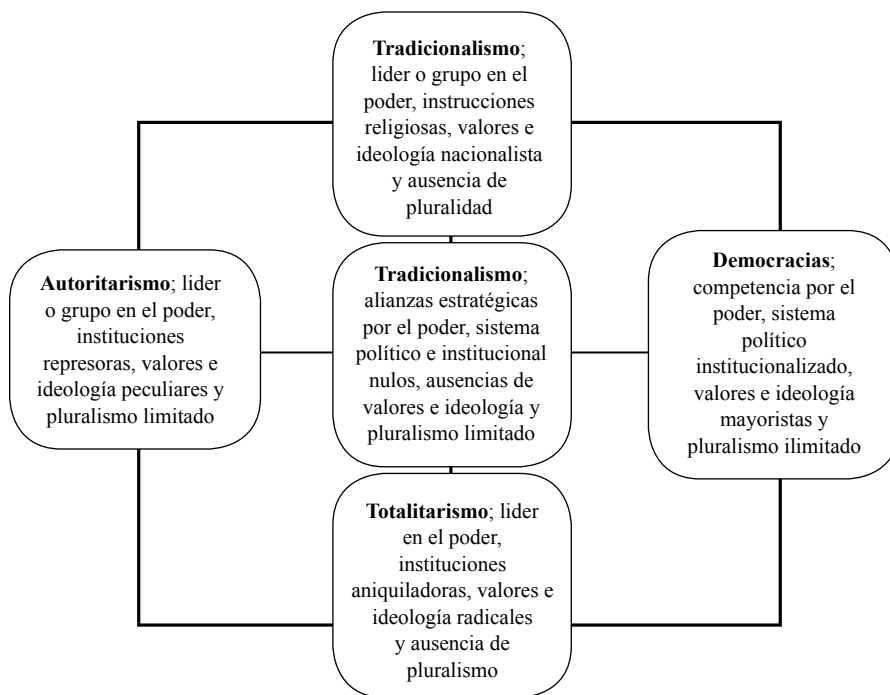 Tradicionalismo;
lider o grupo en el
poder, instrucciones
religiosas, valores e
ideología nacionalista
y ausencia de
pluralidad
Autoritarismo; lider
o grupo en el poder,
instituciones
represoras, valores e
ideología peculiares y
pluralismo limitado
Tradicionalismo;
alianzas estratégicas
por el poder, sistema
político e institucional
nulos, ausencias de
valores e ideología y
pluralismo limitado
Democracias;
competencia por el
poder, sistema
político
institucionalizado,
valores e ideología
mayoristas y
pluralismo ilimitado
Totalitarismo; lider
en el poder,
instituciones
aniquiladoras, valores e
ideología radicales
y ausencia de
pluralismo